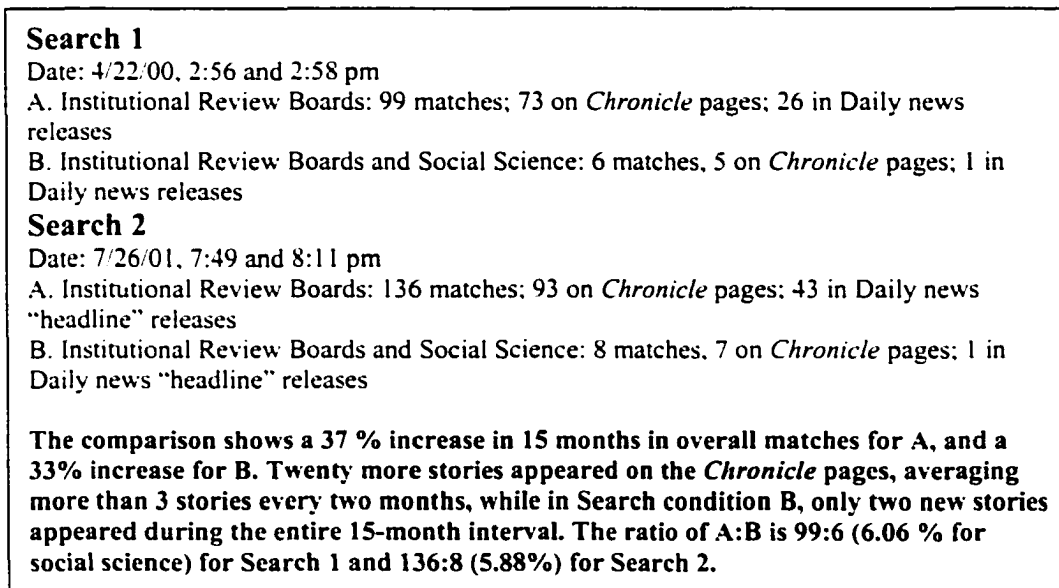 Search 1
Date: 4/22/00, 2:56 and 2:58 pm
A. Institutional Review Boards: 99 matches; 73 on Chronicle pages; 26 in Daily news
releases
B. Institutional Review Boards and Social Science: 6 matches, 5 on Chronicle pages; 1 in
Daily news releases
Search 2
Date: 7/26/01, 7:49 and 8:11 pm
A. Institutional Review Boards: 136 matches; 93 on Chronicle pages; 43 in Daily news
“headline” releases
B. Institutional Review Boards and Social Science: 8 matches, 7 on Chronicle pages; 1 in
Daily news “headline” releases
The comparison shows a 37 % increase in 15 months in overall matches for A, and a
33% increase for B. Twenty more stories appeared on the Chronicle pages, averaging
more than 3 stories every two months, while in Search condition B, only two new stories
appeared during the entire 15-month interval. The ratio of A:B is 99:6 (6.06 % for
social science) for Search 1 and 136:8 (5.88%) for Search 2.